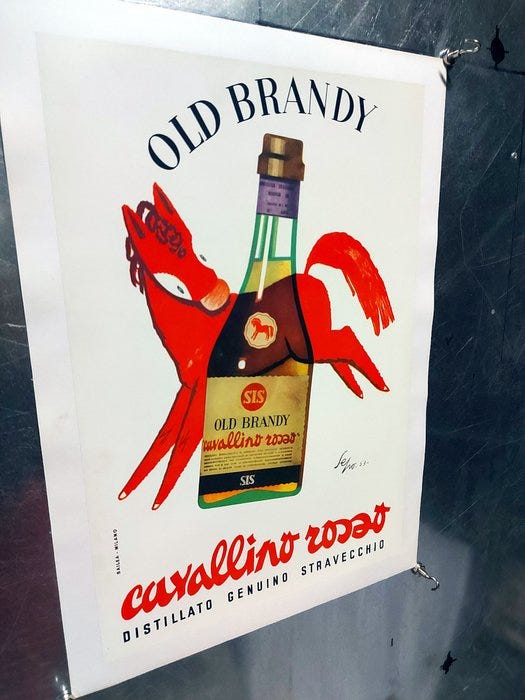 OLD BRANDY
SIS
OLD BRANDY
cavallino rosso
SIS
cavallino rosso
DISTILLATO GENUINO STRAVECCHIO